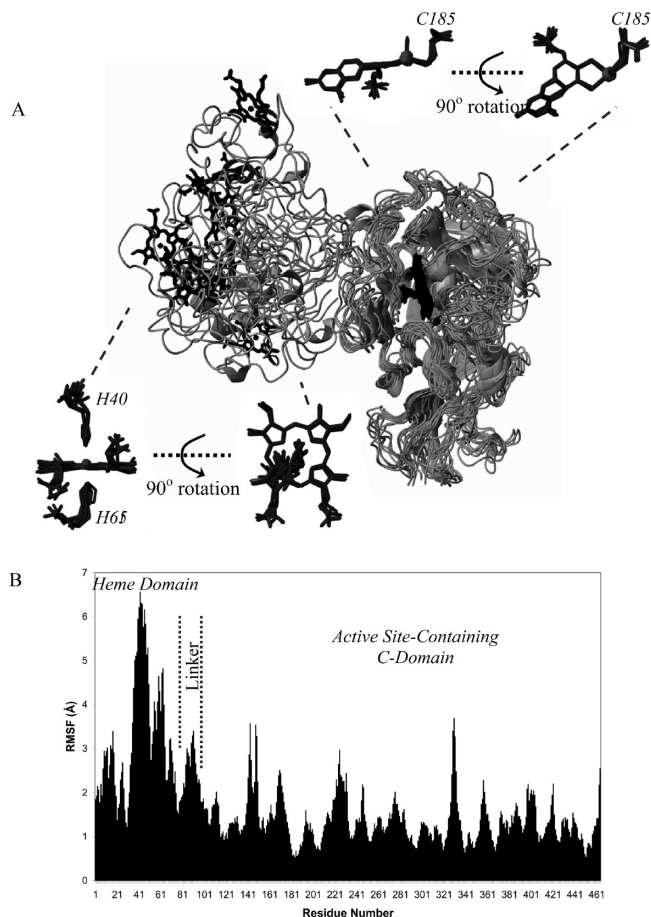 A
C185
C185
90° rotation
H40
H65
90° rotation
B
Heme Domain
Linker
Active Site-Containing
C-Domain
RMSF (Å)
7
6
5
4
3
2
1
0
1 21 41 61 81 101 121 141 161 181 201 221 241 261 281 301 321 341 361 381 401 421 441 461
Residue Number